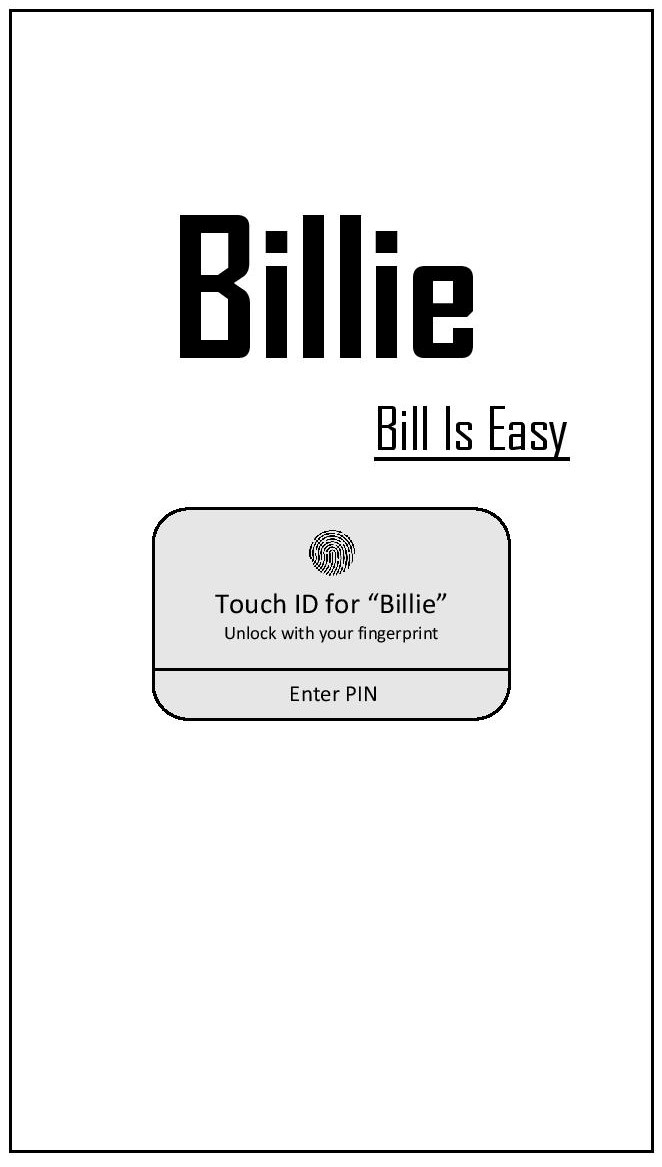 Billie
Bill Is Easy
Touch ID for “Billie”
Unlock with your fingerprint
Enter PIN